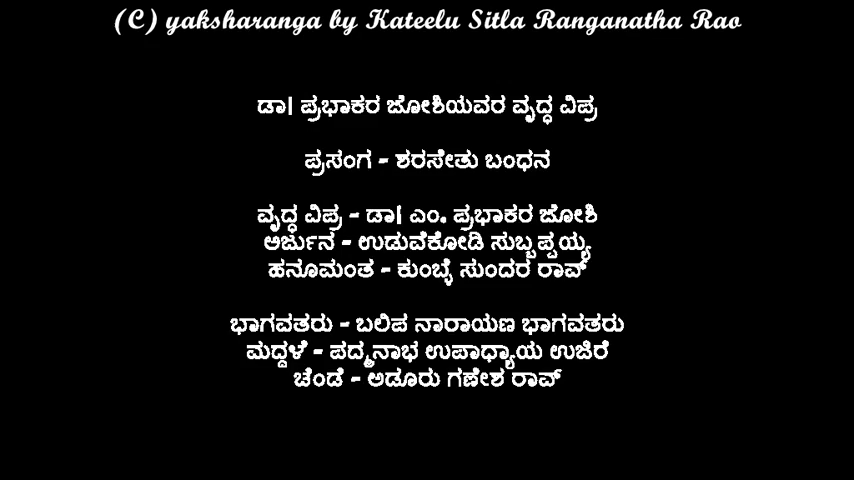 (C) yaksharanga by Kateelu Sitla Ranganatha Rao
ಡಾ| ಪ್ರಭಾಕರ ಜೋಶಿಯವರ ವೃದ್ಧ ವಿಪ್ರ
ಪ್ರಸಂಗ - ಶರಸೇತು ಬಂಧನ
ವೃದ್ಧ ವಿಪ್ರ - ಡಾ| ಎಂ. ಪ್ರಭಾಕರ ಜೋಶಿ
ಅರ್ಜುನ - ಉಡುವೆಕೋಡಿ ಸುಬ್ಬಪ್ಪಯ್ಯ
ಹನೂಮಂತ - ಕುಂಬ್ಳೆ ಸುಂದರ ರಾವ್
ಭಾಗವತರು - ಬಲಿಪ ನಾರಾಯಣ ಭಾಗವತರು
ಮದ್ದಳೆ - ಪದ್ಮನಾಭ ಉಪಾಧ್ಯಾಯ ಉಜಿರೆ
ಚೆಂಡೆ - ಅಡೂರು ಗಣೇಶ ರಾವ್